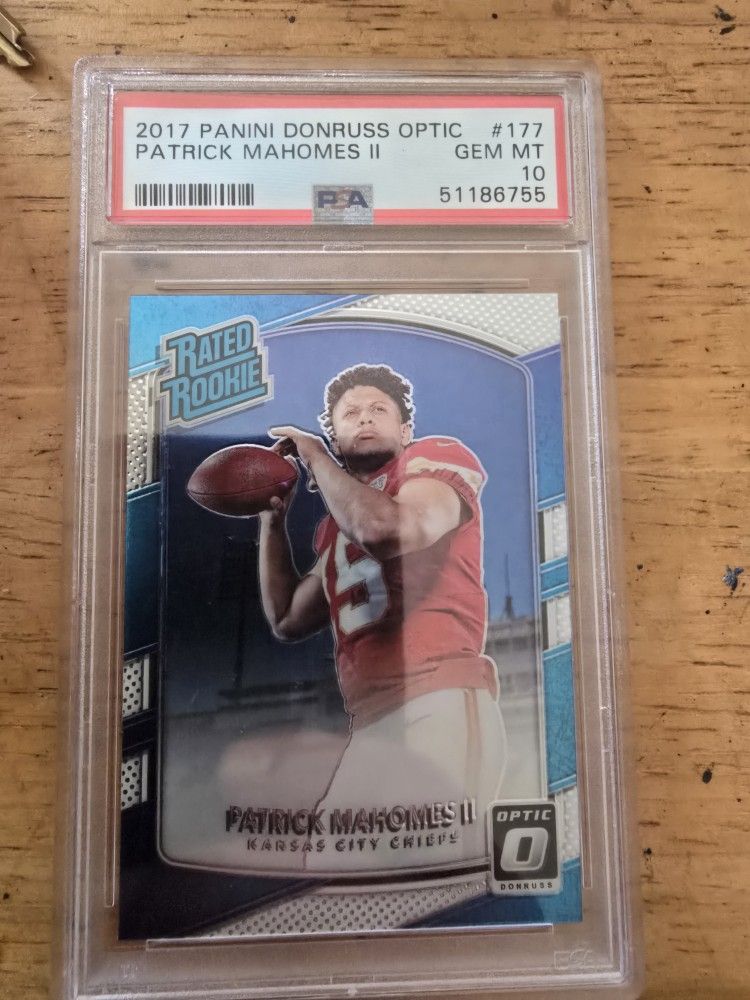 2017 PANINI DONRUSS OPTIC #177
PATRICK MAHOMES II GEM MT
10
PSA 51186755
RATED
ROOKIE
5
PATRICK MAHOMES II
KANSAS CITY CHIEFS
OPTIC
O
DONRUSS